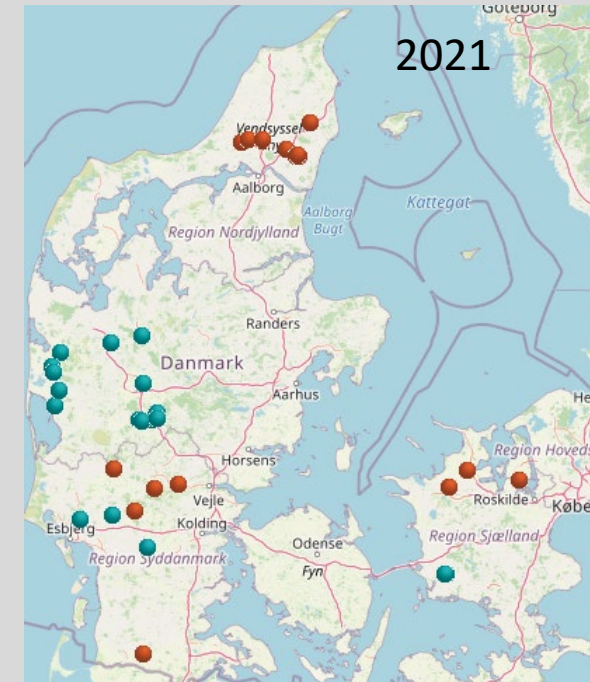 Göteborg
2021
Vendsyssel
Aalborg
Aalborg
Bugt
Kattegat
Region Nordjylland
Randers
Danmark
Aarhus
He
Horsens
Region Hoveds
Vejle
Roskilde
Købe
Esbjerg
Kolding
Odense
Region Sjælland
Region Syddanmark
Fyn